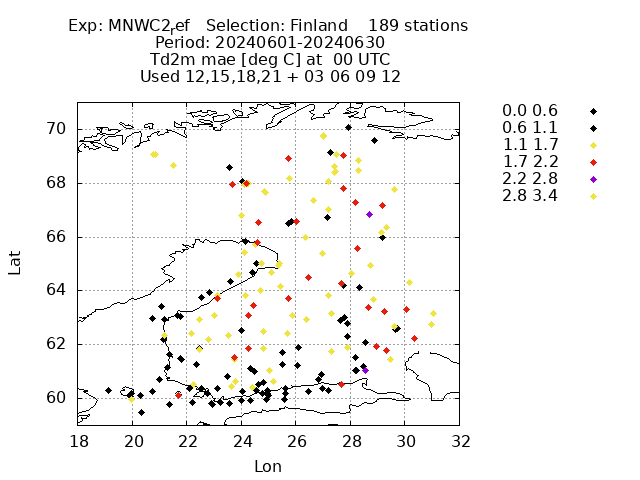 Exp: MNWC2ref Selection: Finland 189 stations
Period: 20240601-20240630
Td2m mae [deg C] at 00 UTC
Used 12,15,18,21 + 03 06 09 12
0.0 0.6
0.6 1.1
1.1 1.7
1.7 2.2
2.2 2.8
2.8 3.4
70
68
66
64
62
60
Lat
18 20 22 24 26 28 30 32
Lon